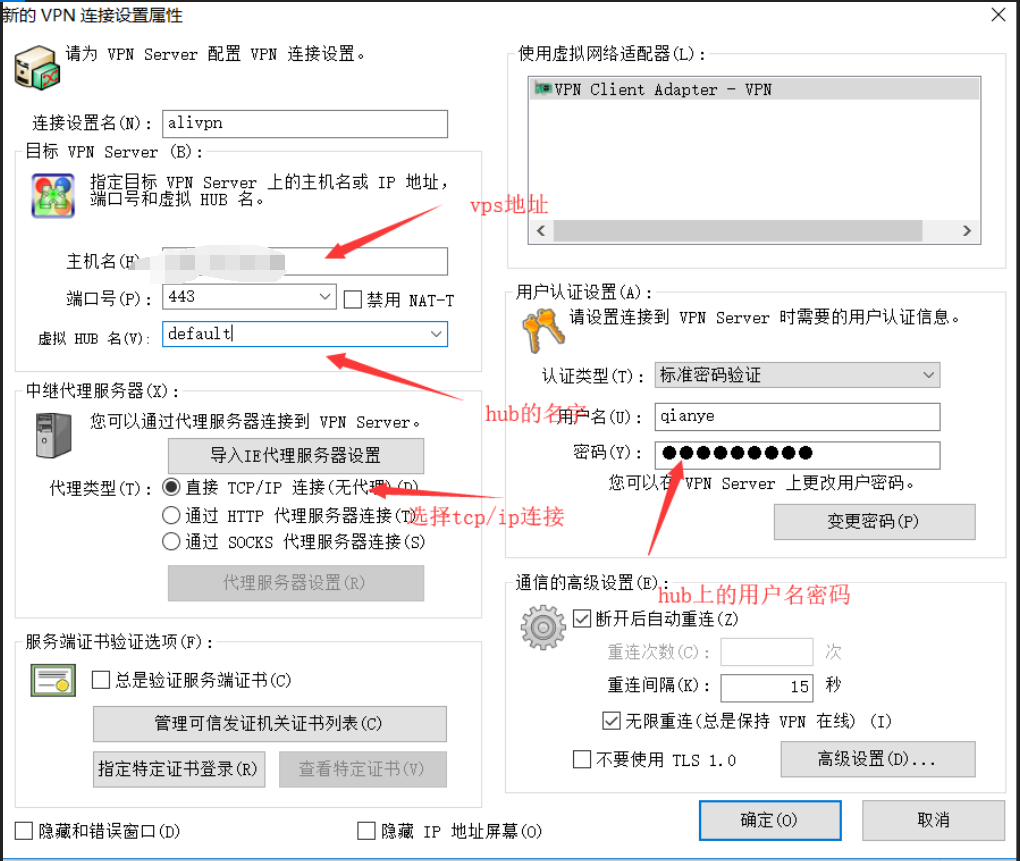 新的 VPN 连接设置属性
请为 VPN Server 配置 VPN 连接设置。
连接设置名(N):
alivpn
目标 VPN Server (B):
指定目标 VPN Server 上的主机名或 IP 地址,
端口号和虚拟 HUB 名。
vps地址
主机名(H)
端口号(P):
443
禁用 NAT-T
虚拟 HUB 名(V):
default
hub的名字
中继代理服务器(X):
您可以通过代理服务器连接到 VPN Server。
导入IE代理服务器设置
代理类型(T):
直接 TCP/IP 连接(无代理)(D)
选择tcp/ip连接
通过 HTTP 代理服务器连接(T)
通过 SOCKS 代理服务器连接(S)
代理服务器设置(R)
服务端证书验证选项(F):
总是验证服务端证书(C)
管理可信发证机关证书列表(C)
指定特定证书登录(R)
查看特定证书(V)
隐藏和错误窗口(D)
隐藏 IP 地址屏幕(O)
使用虚拟网络适配器(L):
VPN Client Adapter - VPN
用户认证设置(A):
请设置连接到 VPN Server 时需要的用户认证信息。
认证类型(T):
标准密码验证
用户名(U):
qianye
密码(Y):
●●●●●●●●●
您可以在 VPN Server 上更改用户密码。
变更密码(P)
hub上的用户名密码
通信的高级设置(E):
断开后自动重连(Z)
重连次数(C):
次
重连间隔(K):
15
秒
无限重连(总是保持 VPN 在线) (I)
不要使用 TLS 1.0
高级设置(D)...
确定(O)
取消